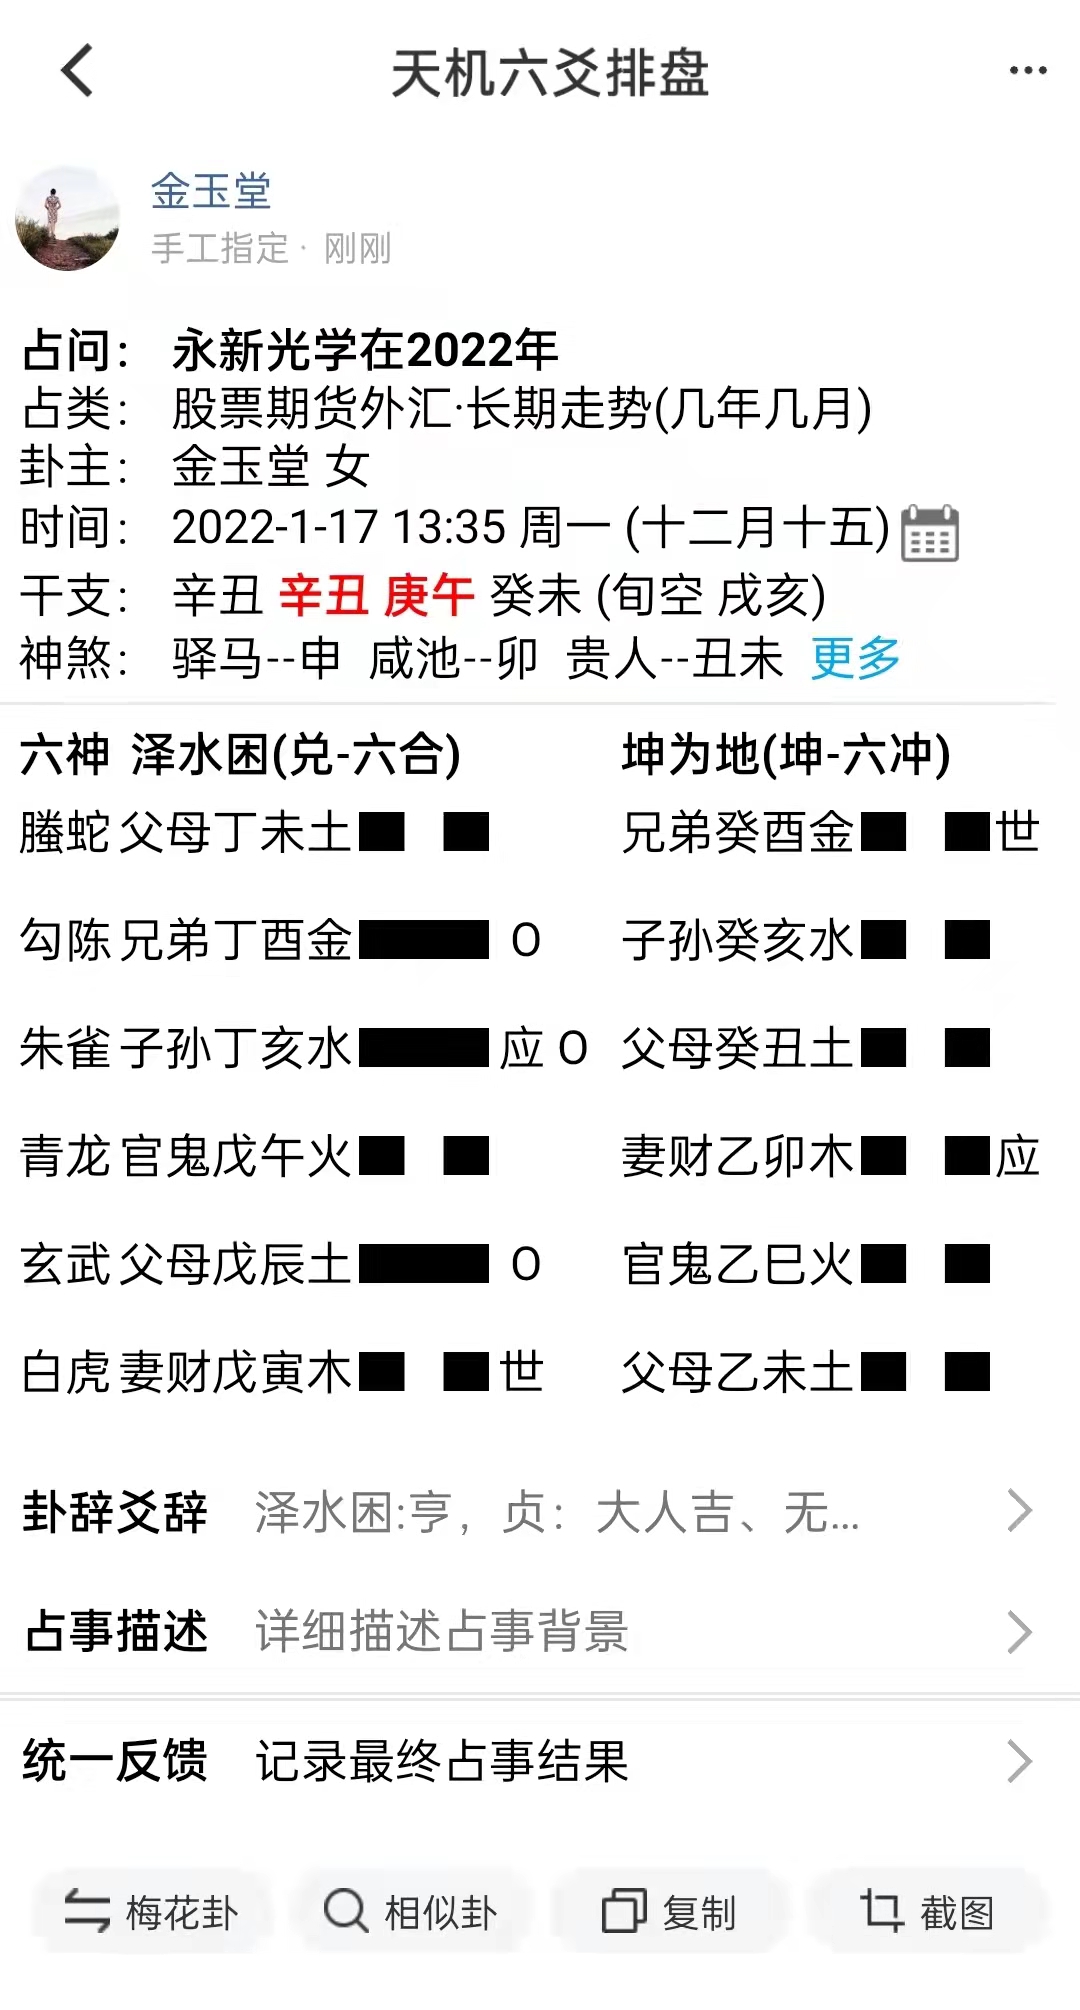 天机六爻排盘
金玉堂
手工指定· 刚刚
占问： 永新光学在2022年
占类： 股票期货外汇·长期走势(几年几月)
卦主： 金玉堂 女
时间： 2022-1-17 13:35 周一 (十二月十五)
干支： 辛丑 辛丑 庚午 癸未 (旬空 戌亥)
神煞： 驿马--申 咸池--卯 贵人--丑未 更多
六神 泽水困(兑-六合) 坤为地(坤-六冲)
螣蛇 父母丁未土 兄弟癸酉金 世
勾陈 兄弟丁酉金 O 子孙癸亥水
朱雀 子孙丁亥水 应 O 父母癸丑土
青龙 官鬼戊午火 妻财乙卯木 应
玄武 父母戊辰土 O 官鬼乙巳火
白虎 妻财戊寅木 世 父母乙未土
卦辞爻辞 泽水困:亨，贞：大人吉、无...
占事描述 详细描述占事背景
统一反馈 记录最终占事结果
梅花卦 相似卦 复制 截图